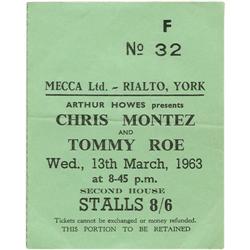 F
No 32
MECCA Ltd. - RIALTO, YORK
ARTHUR HOWES presents
CHRIS MONTEZ
AND
TOMMY ROE
Wed., 13th March, 1963
at 8-45 p.m.
SECOND HOUSE
STALLS 8/6
Tickets cannot be exchanged or money refunded.
THIS PORTION TO BE RETAINED